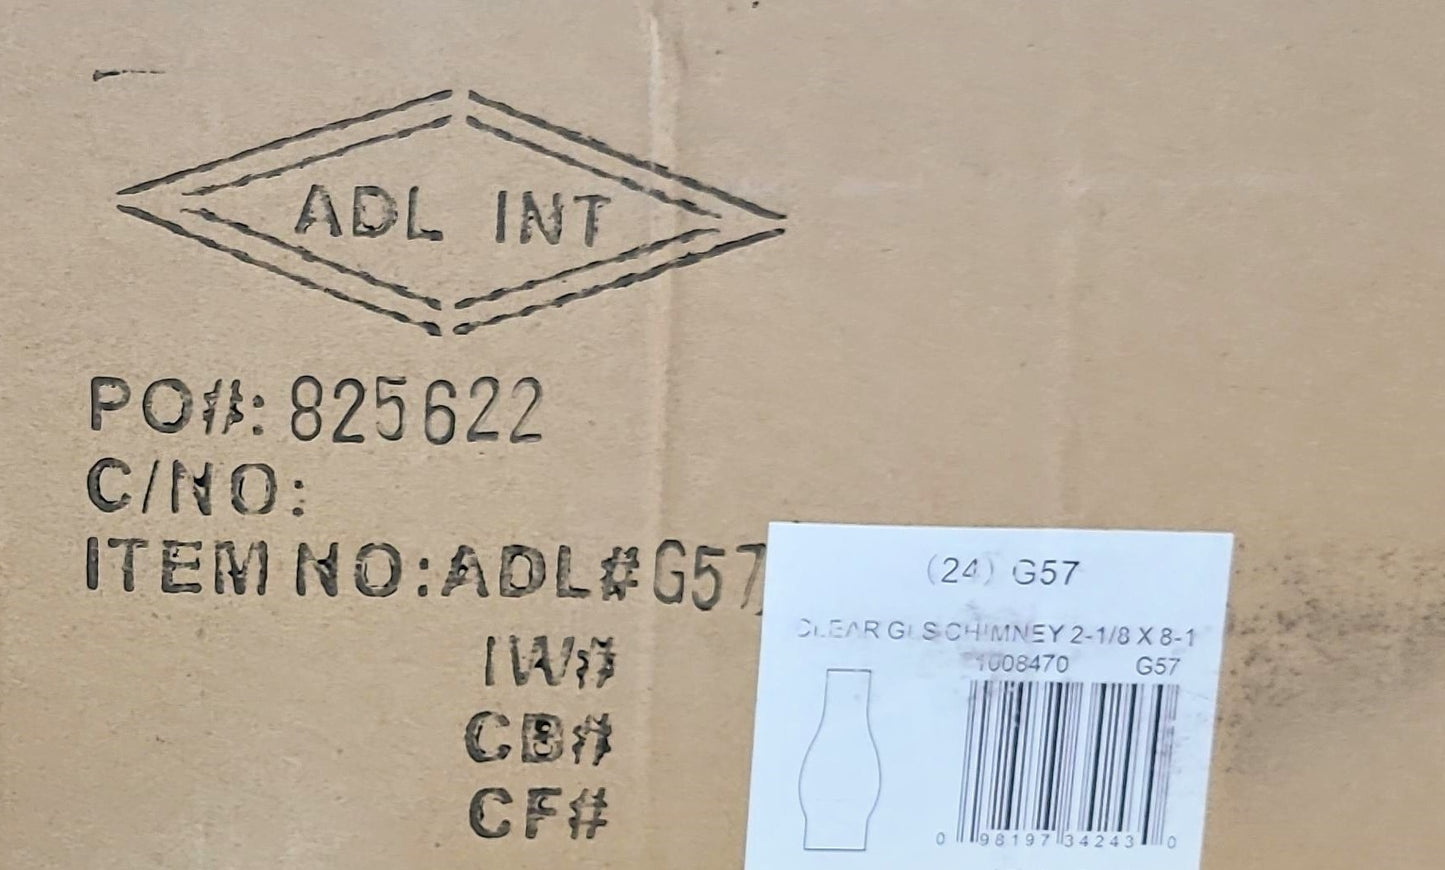 ADL INT
PO#: 825622
C/NO:
ITEM NO: ADL# G57
IW#
CB#
CF#
(24) G57
CLEAR GLS CHIMNEY 2-1/8 X 8-1
1008470 G57
0 98197 34243 0